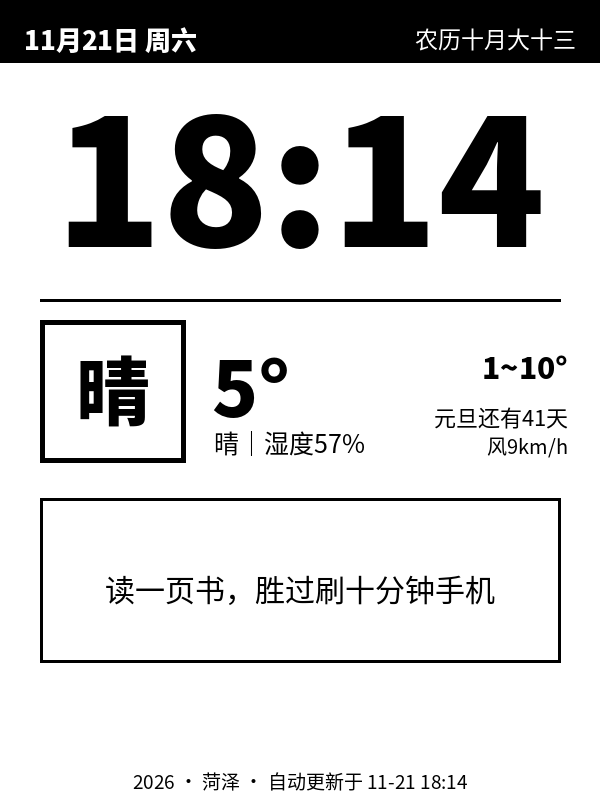 11月21日 周六
农历十月大十三
18:14
晴
5°
晴｜湿度57%
1~10°
元旦还有41天
风9km/h
读一页书，胜过刷十分钟手机
2026 • 菏泽 • 自动更新于 11-21 18:14